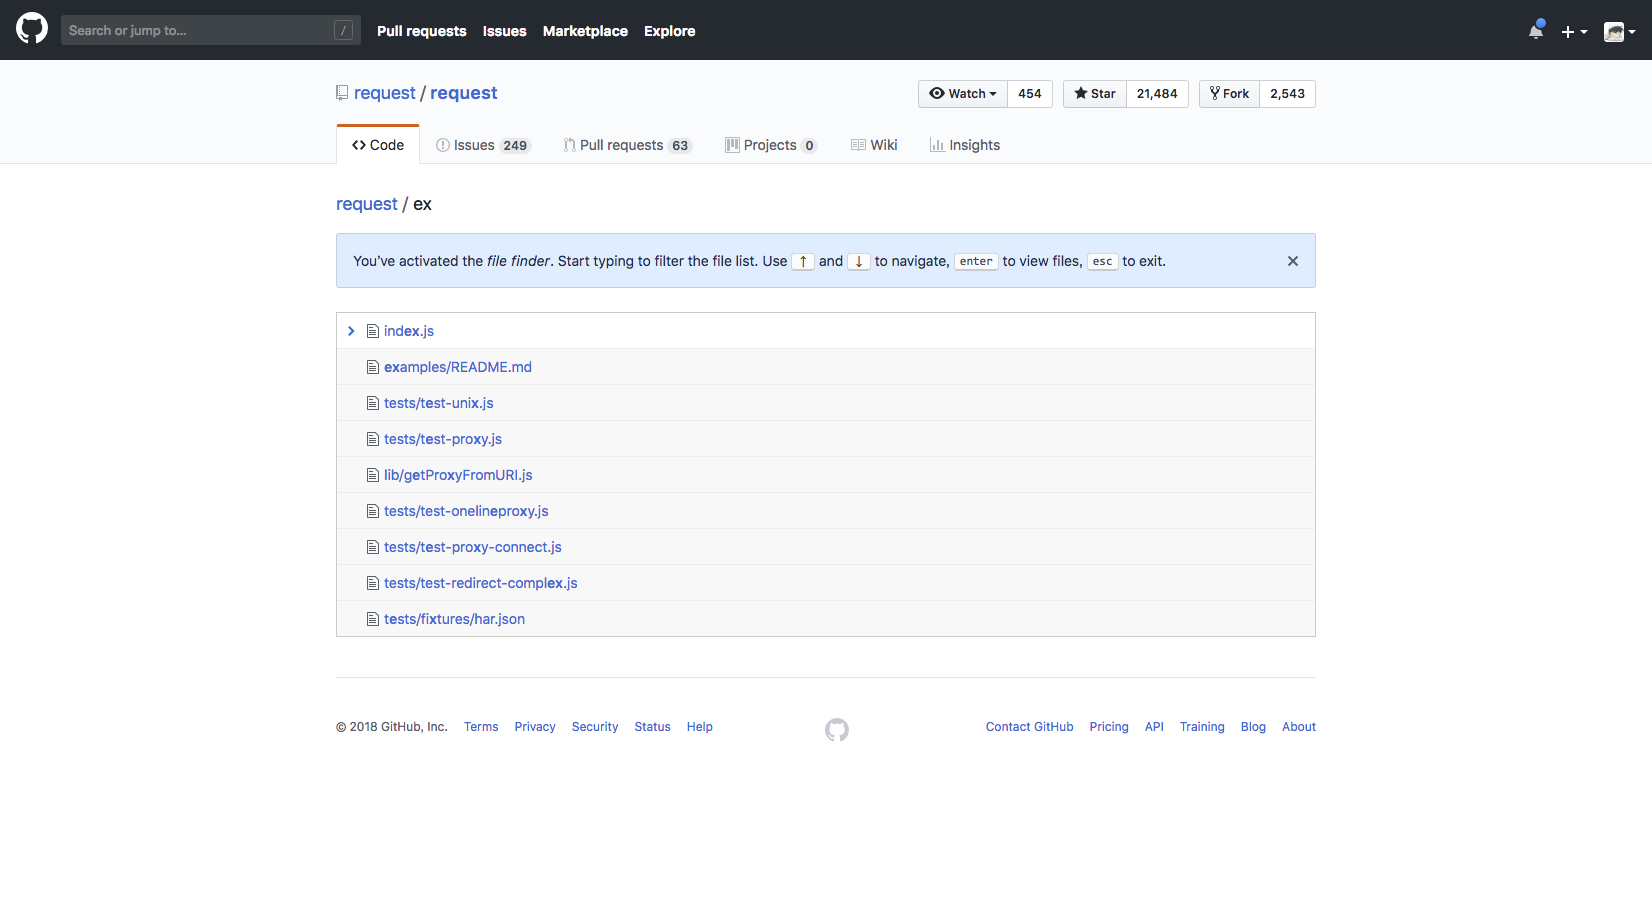 Search or jump to... /
Pull requests Issues Marketplace Explore
request / request
Watch 454 Star 21,484 Fork 2,543
Code Issues 249 Pull requests 63 Projects 0 Wiki Insights
request / ex
You’ve activated the file finder. Start typing to filter the file list. Use ↑ and ↓ to navigate, enter to view files, esc to exit.
index.js
examples/README.md
tests/test-unix.js
tests/test-proxy.js
lib/getProxyFromURI.js
tests/test-onelineproxy.js
tests/test-proxy-connect.js
tests/test-redirect-complex.js
tests/fixtures/har.json
© 2018 GitHub, Inc. Terms Privacy Security Status Help Contact GitHub Pricing API Training Blog About